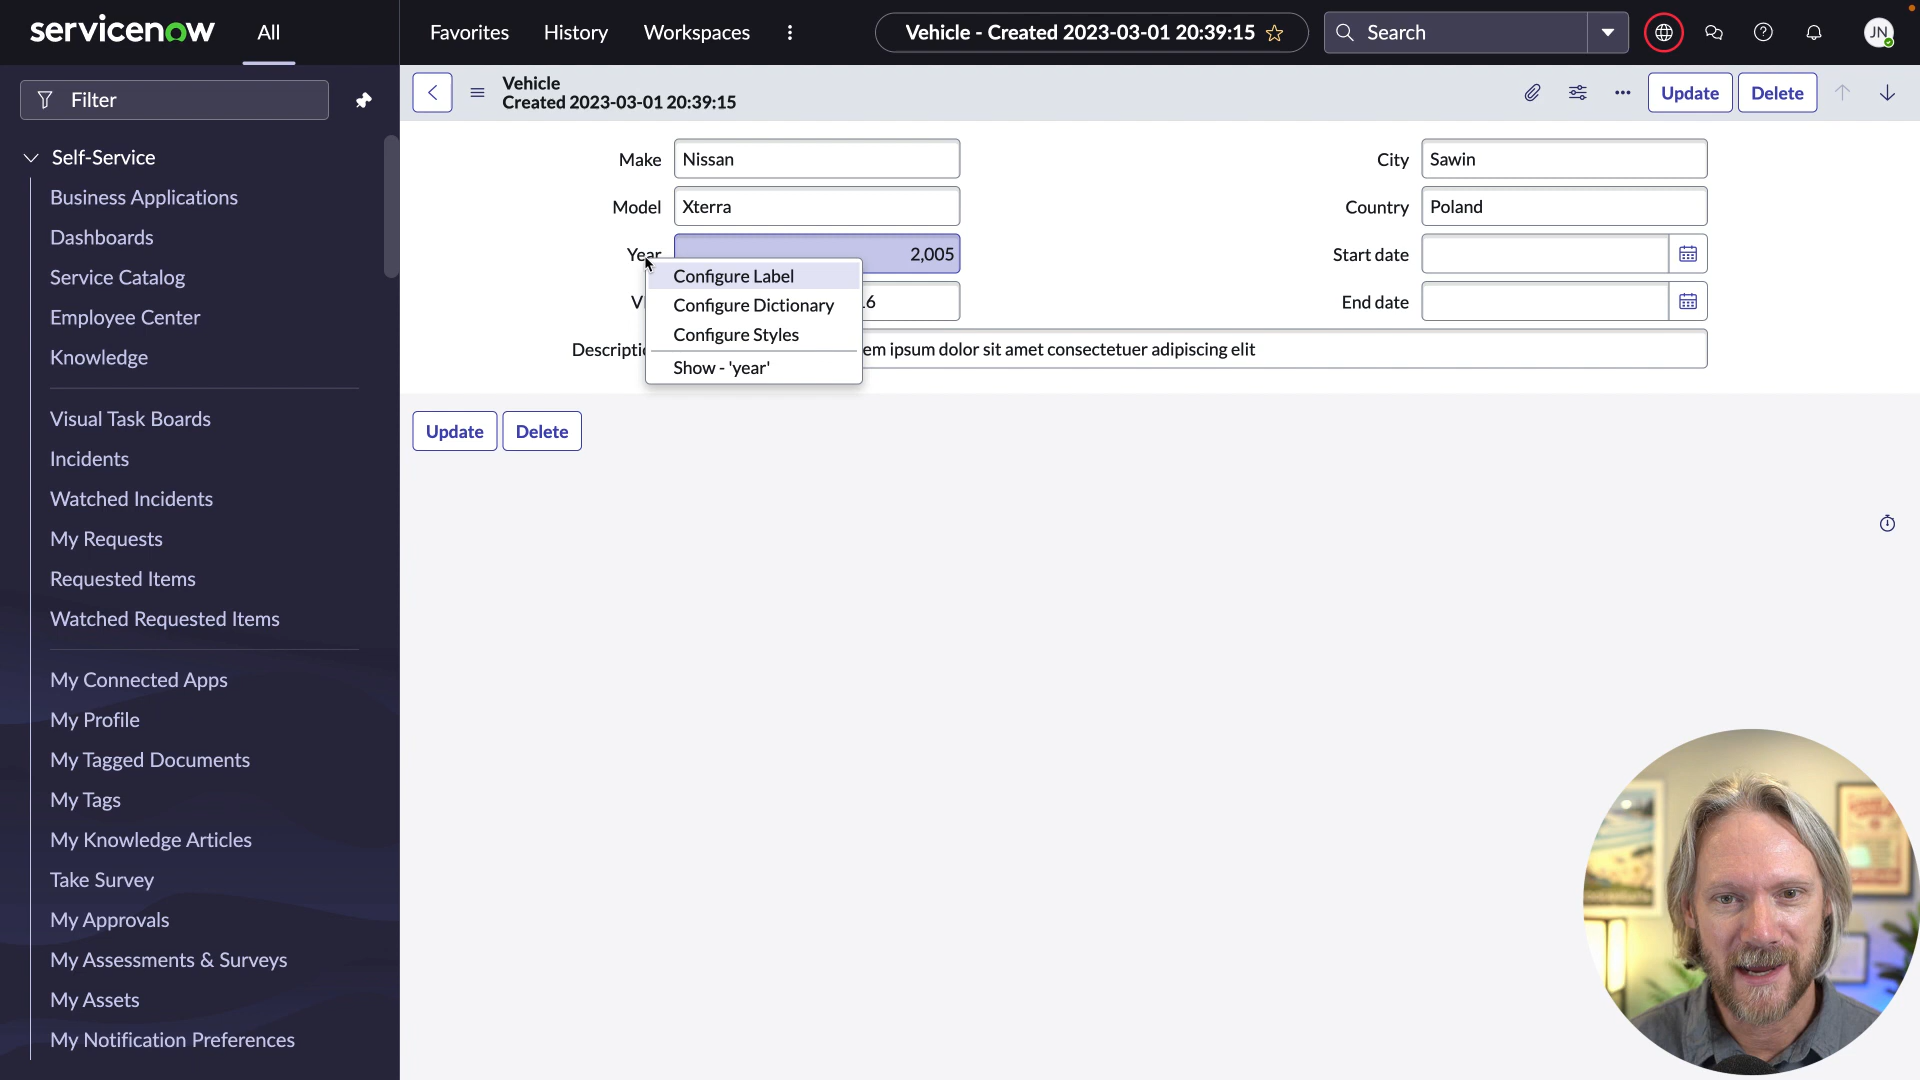 servicenow
All
Favorites
History
Workspaces
Vehicle - Created 2023-03-01 20:39:15
Search
JN
Filter
Vehicle
Created 2023-03-01 20:39:15
Update
Delete
Self-Service
Business Applications
Dashboards
Service Catalog
Employee Center
Knowledge
Visual Task Boards
Incidents
Watched Incidents
My Requests
Requested Items
Watched Requested Items
My Connected Apps
My Profile
My Tagged Documents
My Tags
My Knowledge Articles
Take Survey
My Approvals
My Assessments & Surveys
My Assets
My Notification Preferences
Make Nissan
City Sawin
Model Xterra
Country Poland
Year 2,005
Start date
Configure Label
Configure Dictionary
Configure Styles
Show - 'year'
End date
ipsum dolor sit amet consectetuer adipiscing elit
Update Delete